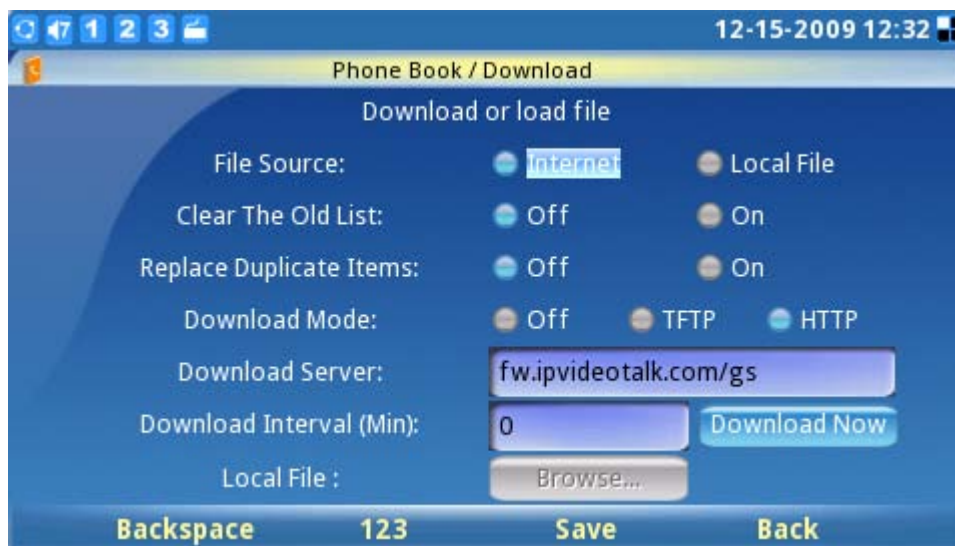 7 1 2 3 12-15-2009 12:32
Phone Book / Download
Download or load file
File Source: Internet Local File
Clear The Old List: Off On
Replace Duplicate Items: Off On
Download Mode: Off TFTP HTTP
Download Server: fw.ipvideotalk.com/gs
Download Interval (Min): 0 Download Now
Local File : Browse...
Backspace 123 Save Back